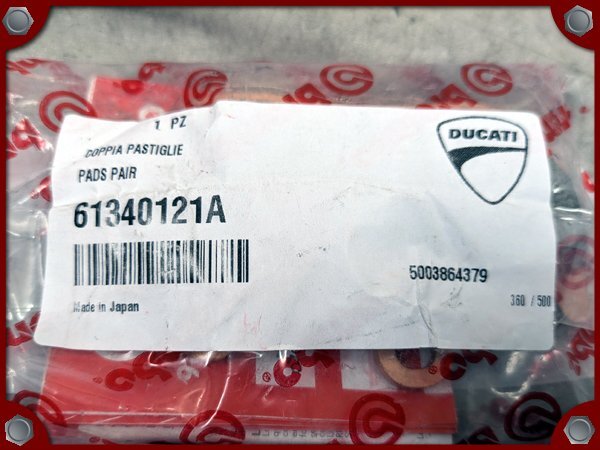 1 PZ
COPPIA PASTIGLIE
PADS PAIR
61340121A
Made in Japan
DUCATI
5003864379
360 / 500